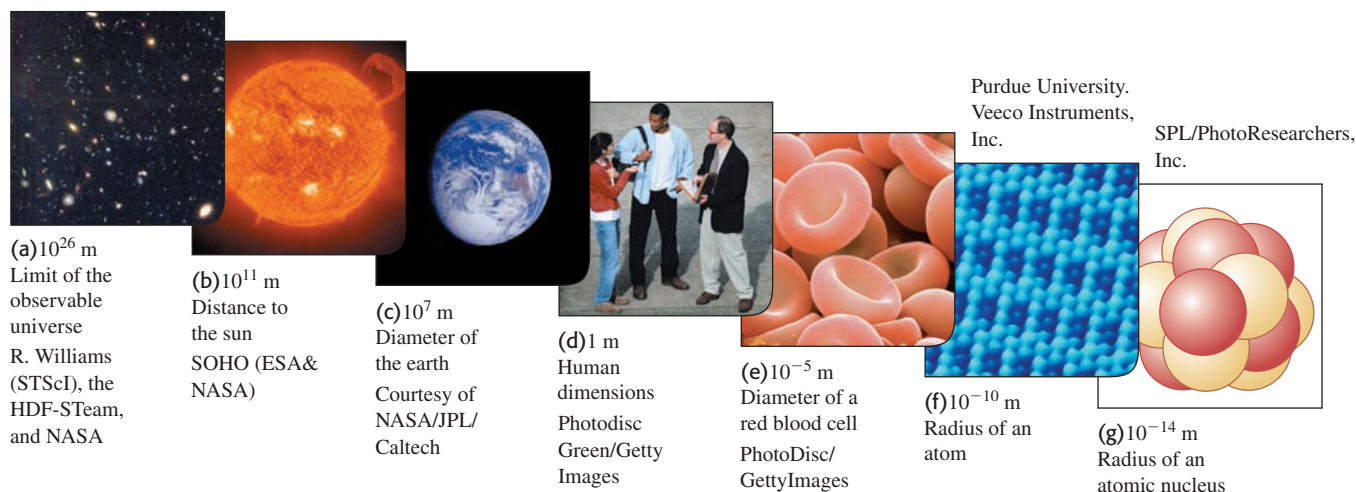 (a) 10²⁶ m
Limit of the
observable
universe
R. Williams
(STScI), the
HDF-STeam,
and NASA
(b) 10¹¹ m
Distance to
the sun
SOHO (ESA&
NASA)
(c) 10⁷ m
Diameter of
the earth
Courtesy of
NASA/JPL/
Caltech
(d) 1 m
Human
dimensions
Photodisc
Green/Getty
Images
(e) 10⁻⁵ m
Diameter of a
red blood cell
PhotoDisc/
GettyImages
Purdue University.
Veeco Instruments,
Inc.
(f) 10⁻¹⁰ m
Radius of an
atom
SPL/PhotoResearchers,
Inc.
(g) 10⁻¹⁴ m
Radius of an
atomic nucleus